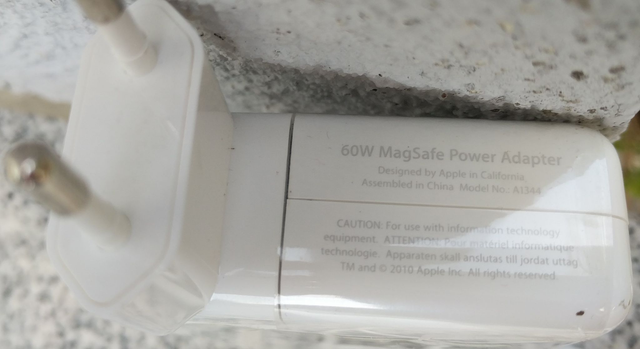 60W MagSafe Power Adapter
Designed by Apple in California
Assembled in China Model No.: A1344
CAUTION: For use with information technology
equipment. ATTENTION: Pour matériel informatique
technologie. Apparaten skall anslutas till jordat uttag.
TM and © 2010 Apple Inc. All rights reserved